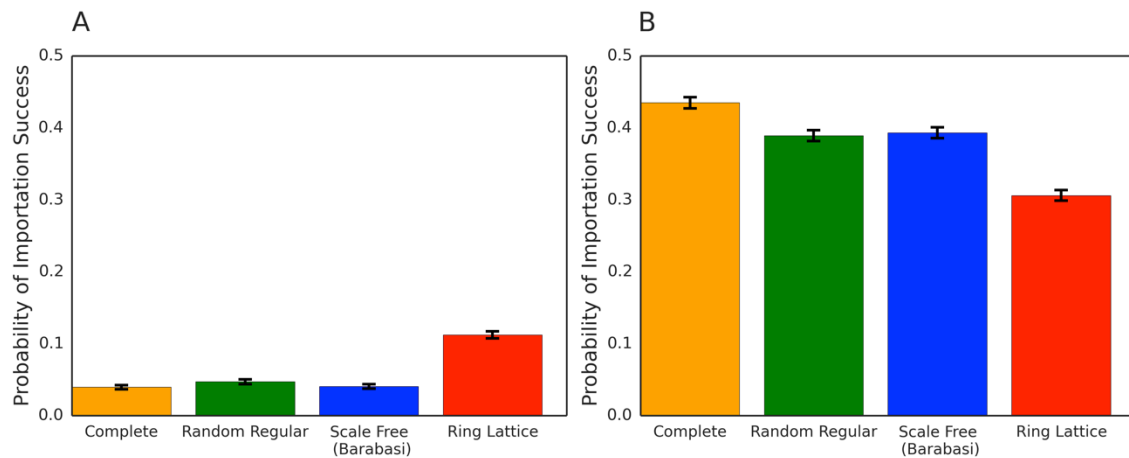 A
Probability of Importation Success
0.5
0.4
0.3
0.2
0.1
0.0
Complete
Random Regular
Scale Free
(Barabasi)
Ring Lattice
B
Probability of Importation Success
0.5
0.4
0.3
0.2
0.1
0.0
Complete
Random Regular
Scale Free
(Barabasi)
Ring Lattice